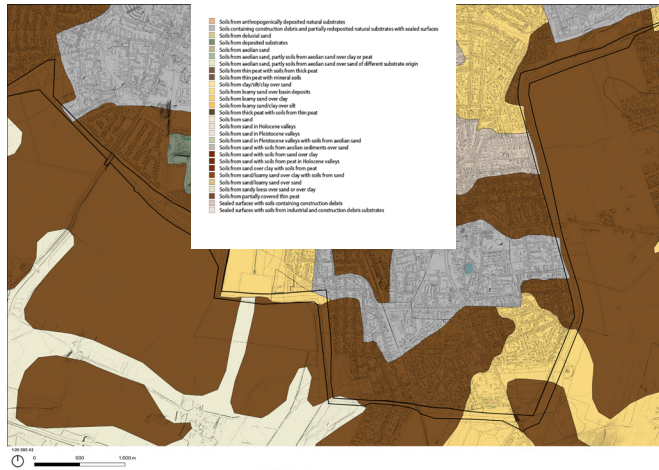 Soils from anthropogenically deposited natural substrates
Soils containing construction debris and partially redeposited natural substrates with sealed surfaces
Soils from deluvial sand
Soils from deposited substrates
Soils from aeolian sand
Soils from aeolian sand, partly soils from aeolian sand over clay or peat
Soils from aeolian sand, partly soils from aeolian sand over sand of different substrate origin
Soils from thin peat with soils from thick peat
Soils from thin peat with mineral soils
Soils from clay/silt/clay over sand
Soils from loamy sand over basin deposits
Soils from loamy sand over clay
Soils from loamy sand/clay over silt
Soils from thick peat with soils from thin peat
Soils from sand
Soils from sand in Holocene valleys
Soils from sand in Pleistocene valleys
Soils from sand in Pleistocene valleys with soils from aeolian sand
Soils from sand with soils from aeolian sediments over sand
Soils from sand with soils from sand over clay
Soils from sand with soils from peat in Holocene valleys
Soils from sand over clay with soils from peat
Soils from sand/loamy sand over clay with soils from sand
Soils from sand/loamy sand over sand
Soils from sandy loess over sand or over clay
Soils from partially covered thin peat
Sealed surfaces with soils containing construction debris
Sealed surfaces with soils from industrial and construction debris substrates
1:20 000 A3
0 500 1 000 m